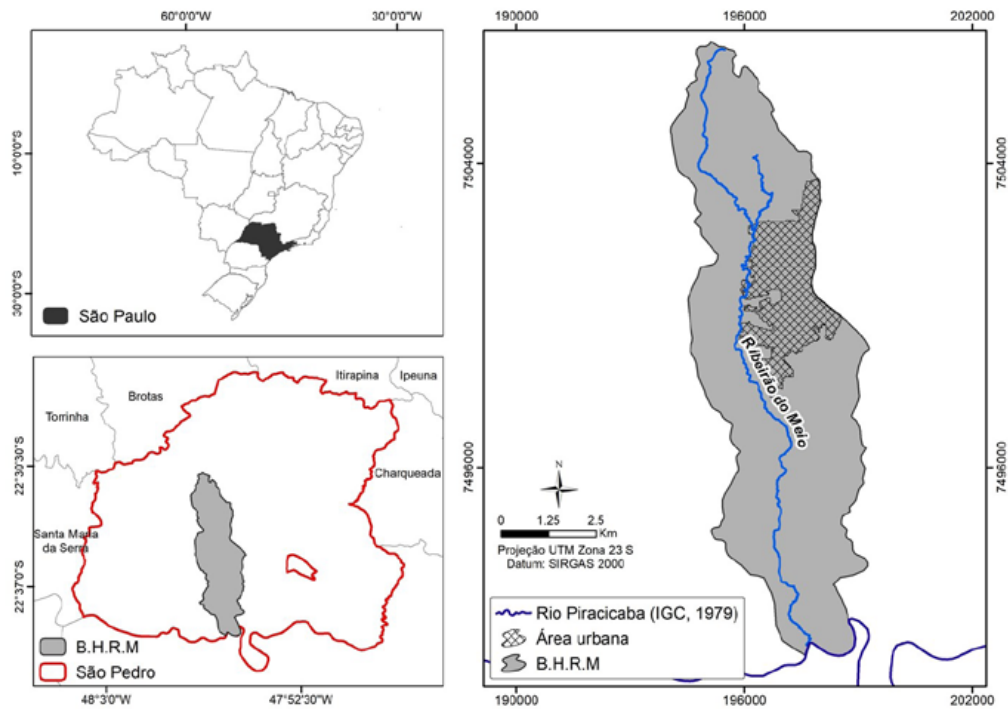 60°0'0"W
30°0'0"W
10°0'0"S
30°0'0"S
São Paulo
Itirapina
Ipeuna
Brotas
Torrinha
Charqueada
Santa Maria
da Serra
22°30'0"S
22°37'0"S
B.H.R.M
São Pedro
48°3'0"W
47°52'30"W
190000
196000
202000
7504000
7504000
Ribeirão do Meio
7496000
7496000
N
0
1.25
2.5
Km
Projeção UTM Zona 23 S
Datum: SIRGAS 2000
Rio Piracicaba (IGC, 1979)
Área urbana
B.H.R.M
190000
196000
202000